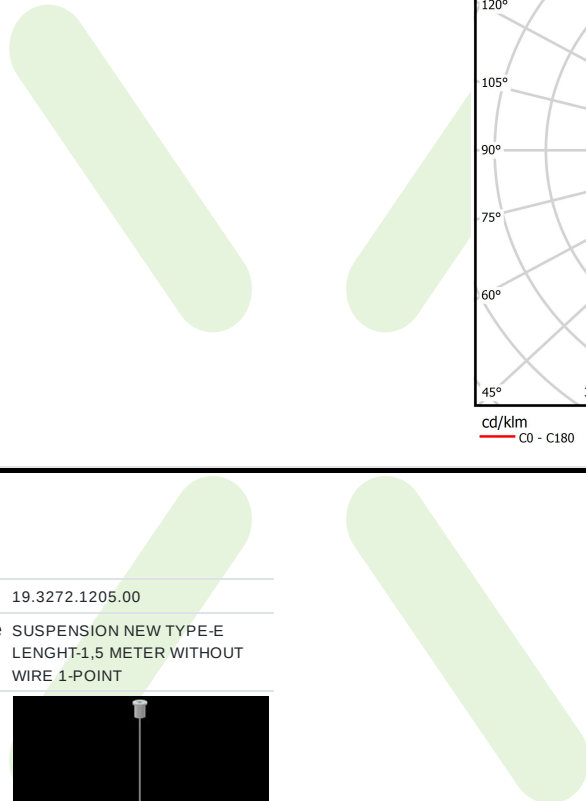 120°
105°
90°
75°
60°
45°
cd/klm
C0 - C180
19.3272.1205.00
SUSPENSION NEW TYPE-E
LENGHT-1,5 METER WITHOUT
WIRE 1-POINT